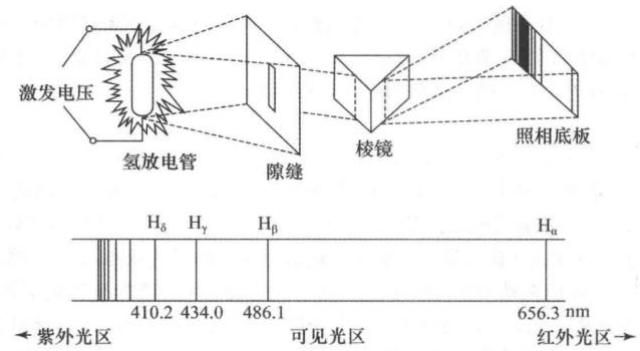 激发电压
氢放电管
隙缝
棱镜
照相底板
Hδ Hγ Hβ Hα
410.2 434.0 486.1 656.3 nm
← 紫外光区 可见光区 红外光区→